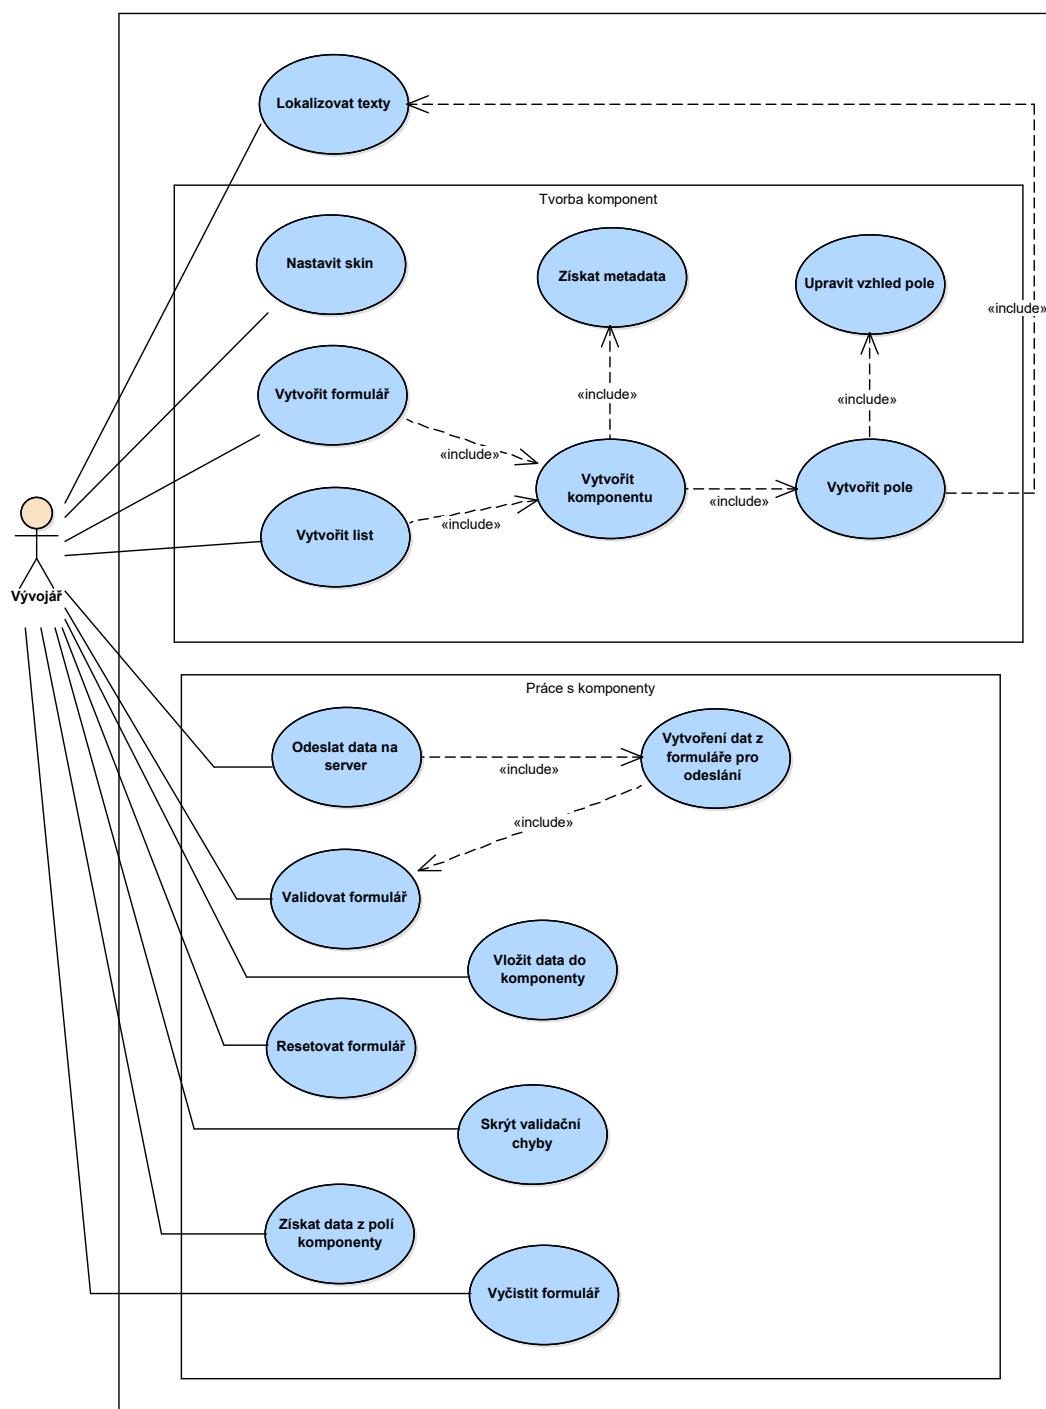 Lokalizovat texty
Tvorba komponent
Nastavit skin
Získat metadata
Upravit vzhled pole
«include»
Vytvořit formulář
«include»
«include»
«include»
Vytvořit
komponentu
Vytvořit pole
«include»
«include»
Vytvořit list
Vývojář
Práce s komponenty
Odeslat data na
server
Vytvoření dat z
formuláře pro
odeslání
«include»
«include»
Validovat formulář
Vložit data do
komponenty
Resetovat formulář
Skrýt validační
chyby
Získat data z polí
komponenty
Vyčistit formulář